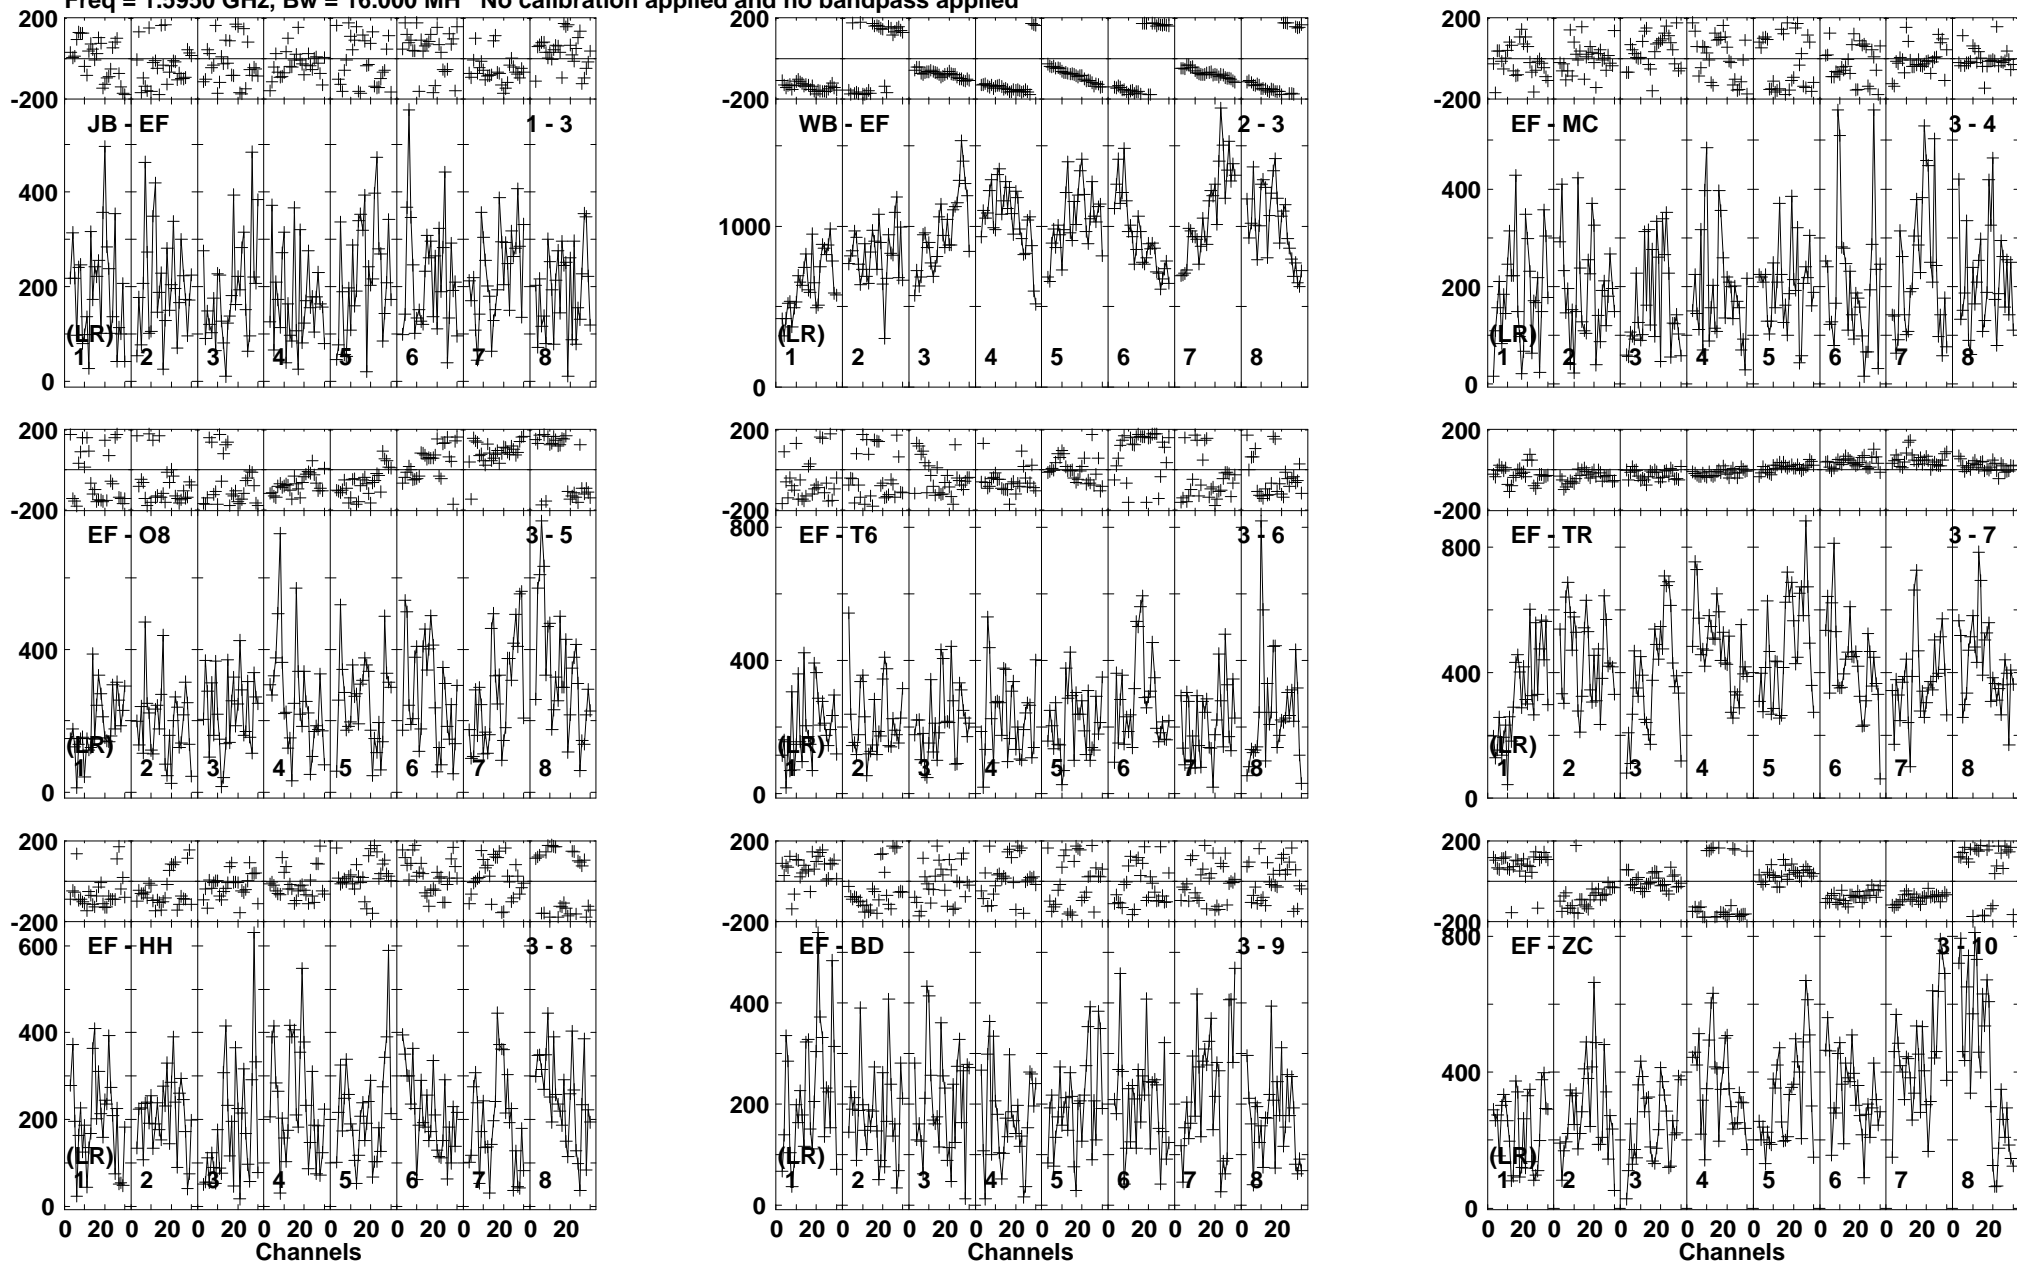 Freq = 1.5950 GHz, Bw = 16.000 MH No calibration applied and no bandpass applied
200 200 200
-200 -200 -200
JB - EF 1 - 3 WB - EF 2 - 3 EF - MC 3 - 4
400 1000 400
200 200
(LR) (LR) (LR)
1 2 3 4 5 6 7 8 1 2 3 4 5 6 7 8 1 2 3 4 5 6 7 8
0 0 0
200 200 200
-200 -200 -200
EF - O8 3 - 5 EF - T6 3 - 6 EF - TR 3 - 7
800 800
400 400 400
(LR) (LR) (LR)
1 2 3 4 5 6 7 8 1 2 3 4 5 6 7 8 1 2 3 4 5 6 7 8
0 0 0
200 200 200
-200 -200 -200
EF - HH 3 - 8 EF - BD 3 - 9 EF - ZC 3 - 10
600 800
400 400 400
200 200
(LR) (LR) (LR)
1 2 3 4 5 6 7 8 1 2 3 4 5 6 7 8 1 2 3 4 5 6 7 8
0 0 0
0 20 0 20 0 20 0 20 0 20 0 20 0 20 0 20 0 20 0 20 0 20 0 20 0 20 0 20 0 20 0 20 0 20 0 20 0 20 0 20 0 20 0 20 0 20 0 20
Channels Channels Channels